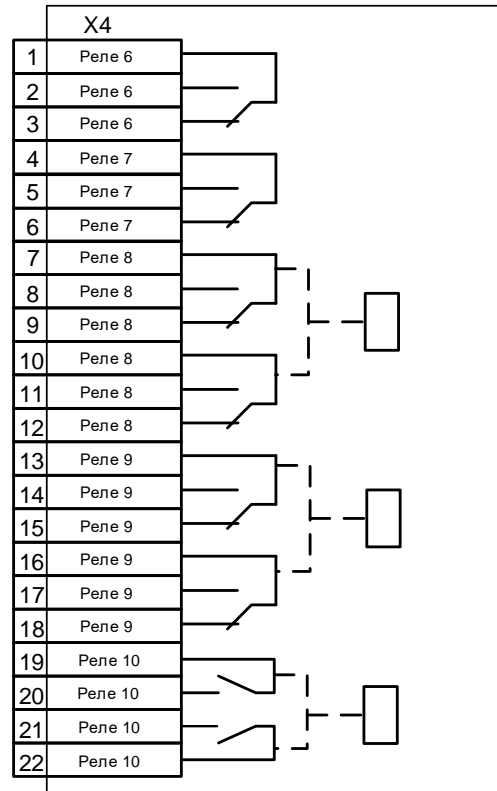 X4
1 Реле 6
2 Реле 6
3 Реле 6
4 Реле 7
5 Реле 7
6 Реле 7
7 Реле 8
8 Реле 8
9 Реле 8
10 Реле 8
11 Реле 8
12 Реле 8
13 Реле 9
14 Реле 9
15 Реле 9
16 Реле 9
17 Реле 9
18 Реле 9
19 Реле 10
20 Реле 10
21 Реле 10
22 Реле 10